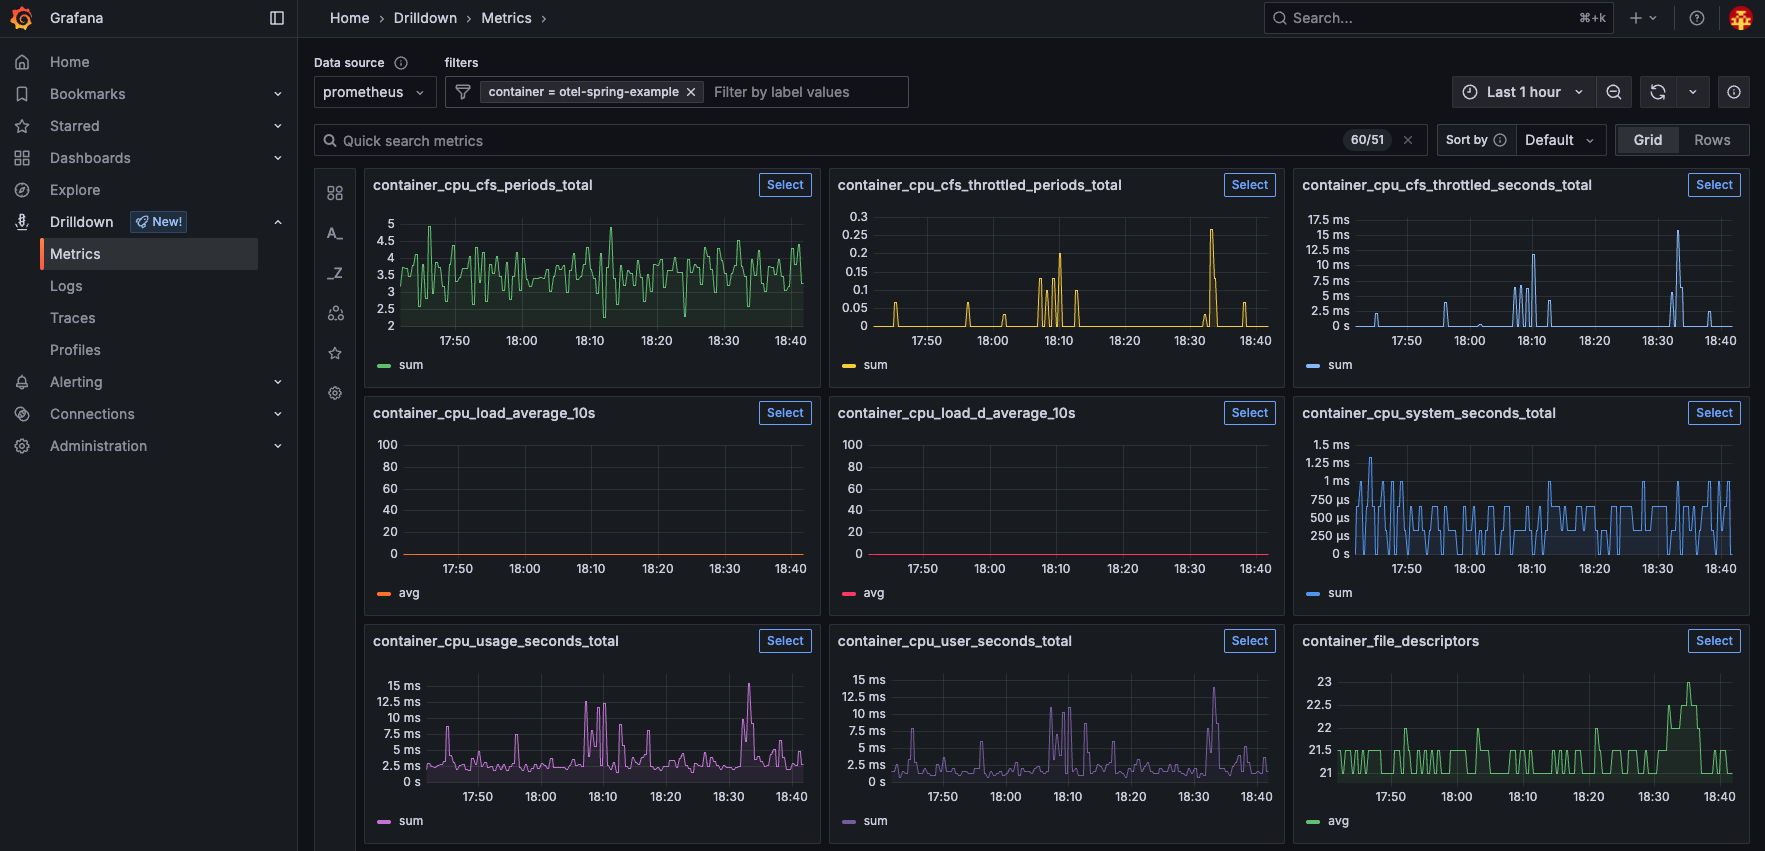 Grafana
Home › Drilldown › Metrics ›
Search...
⌘+k
Home
Bookmarks
Starred
Dashboards
Explore
Drilldown
New!
Metrics
Logs
Traces
Profiles
Alerting
Connections
Administration
Data source
filters
prometheus
container = otel-spring-example
Filter by label values
Last 1 hour
Quick search metrics
60/51
Sort by
Default
Grid
Rows
A_
_Z
container_cpu_cfs_periods_total
Select
5
4.5
4
3.5
3
2.5
2
17:50 18:00 18:10 18:20 18:30 18:40
sum
container_cpu_cfs_throttled_periods_total
Select
0.3
0.25
0.2
0.15
0.1
0.05
0
17:50 18:00 18:10 18:20 18:30 18:40
sum
container_cpu_cfs_throttled_seconds_total
Select
17.5 ms
15 ms
12.5 ms
10 ms
7.5 ms
5 ms
2.5 ms
0 s
17:50 18:00 18:10 18:20 18:30 18:40
sum
container_cpu_load_average_10s
Select
100
80
60
40
20
0
17:50 18:00 18:10 18:20 18:30 18:40
avg
container_cpu_load_d_average_10s
Select
100
80
60
40
20
0
17:50 18:00 18:10 18:20 18:30 18:40
avg
container_cpu_system_seconds_total
Select
1.5 ms
1.25 ms
1 ms
750 µs
500 µs
250 µs
0 s
17:50 18:00 18:10 18:20 18:30 18:40
sum
container_cpu_usage_seconds_total
Select
15 ms
12.5 ms
10 ms
7.5 ms
5 ms
2.5 ms
0 s
17:50 18:00 18:10 18:20 18:30 18:40
sum
container_cpu_user_seconds_total
Select
15 ms
12.5 ms
10 ms
7.5 ms
5 ms
2.5 ms
0 s
17:50 18:00 18:10 18:20 18:30 18:40
sum
container_file_descriptors
Select
23
22.5
22
21.5
21
17:50 18:00 18:10 18:20 18:30 18:40
avg